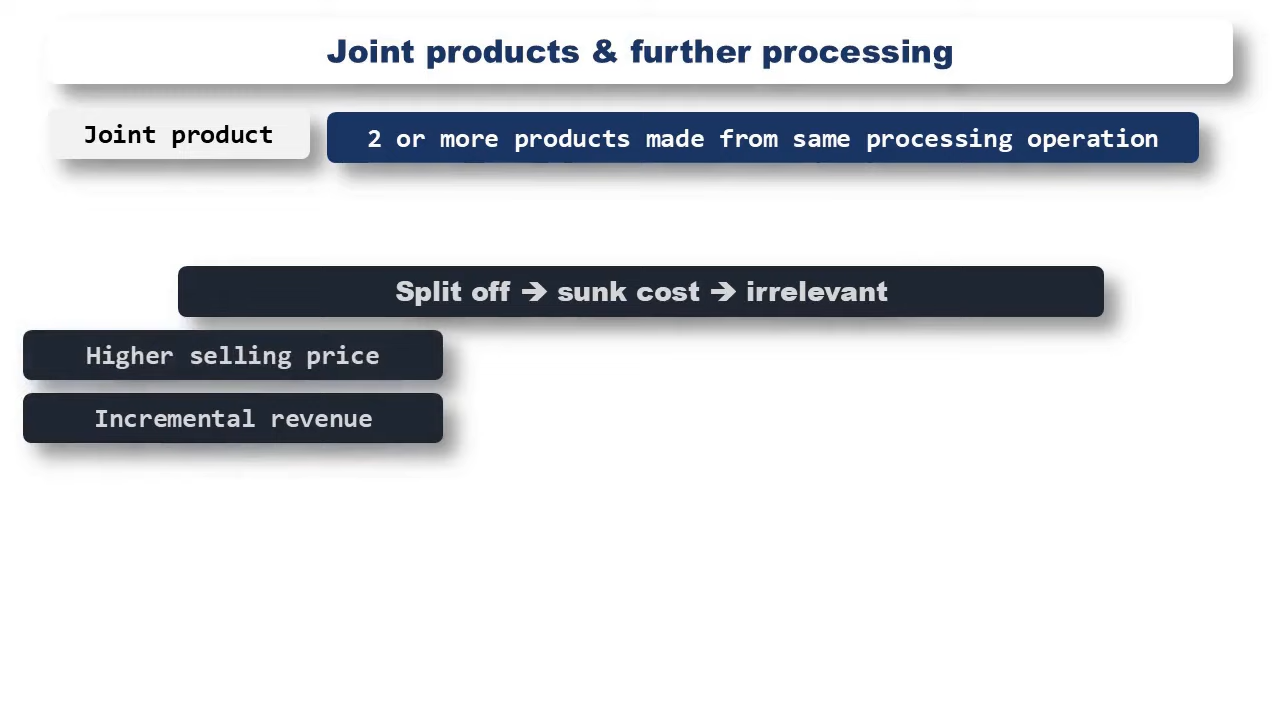 Joint products & further processing
Joint product
2 or more products made from same processing operation
Split off ➔ sunk cost ➔ irrelevant
Higher selling price
Incremental revenue